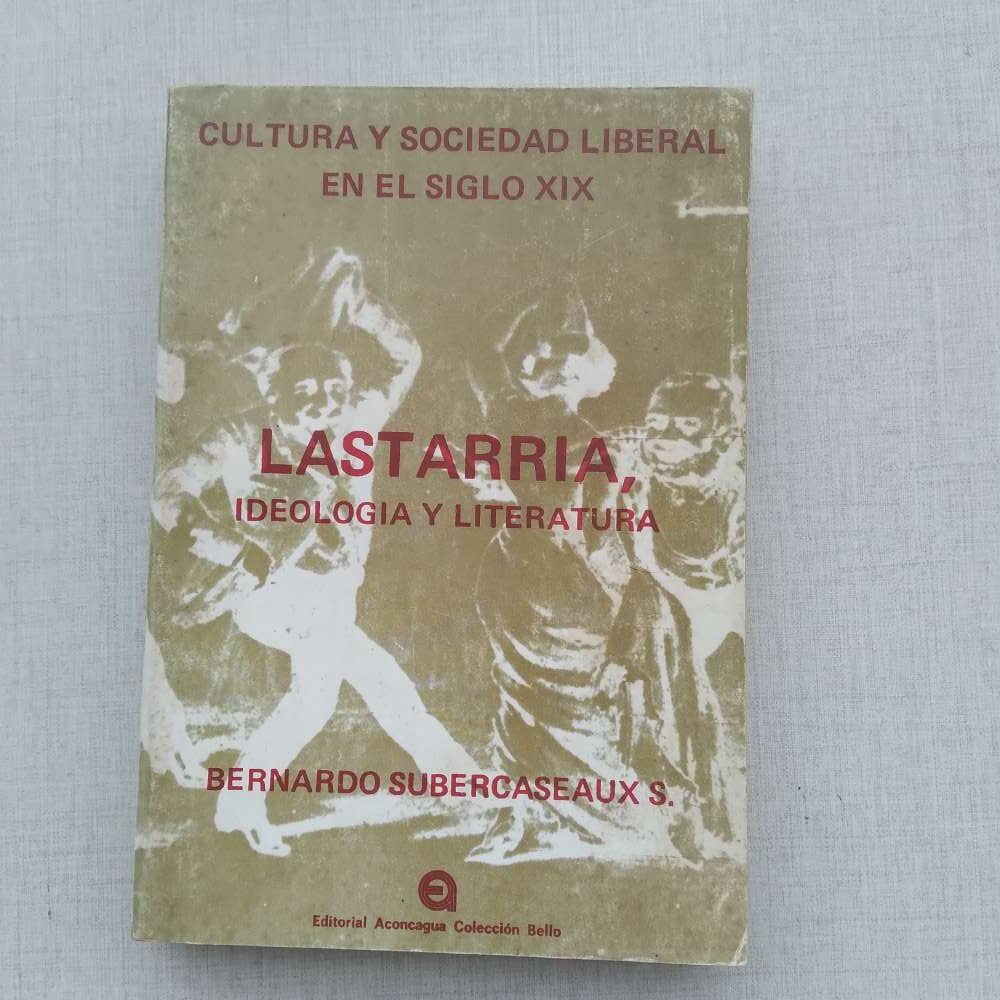 CULTURA Y SOCIEDAD LIBERAL
EN EL SIGLO XIX
LASTARRIA,
IDEOLOGIA Y LITERATURA
BERNARDO SUBERCASEAUX S.
Editorial Aconcagua Colección Bello